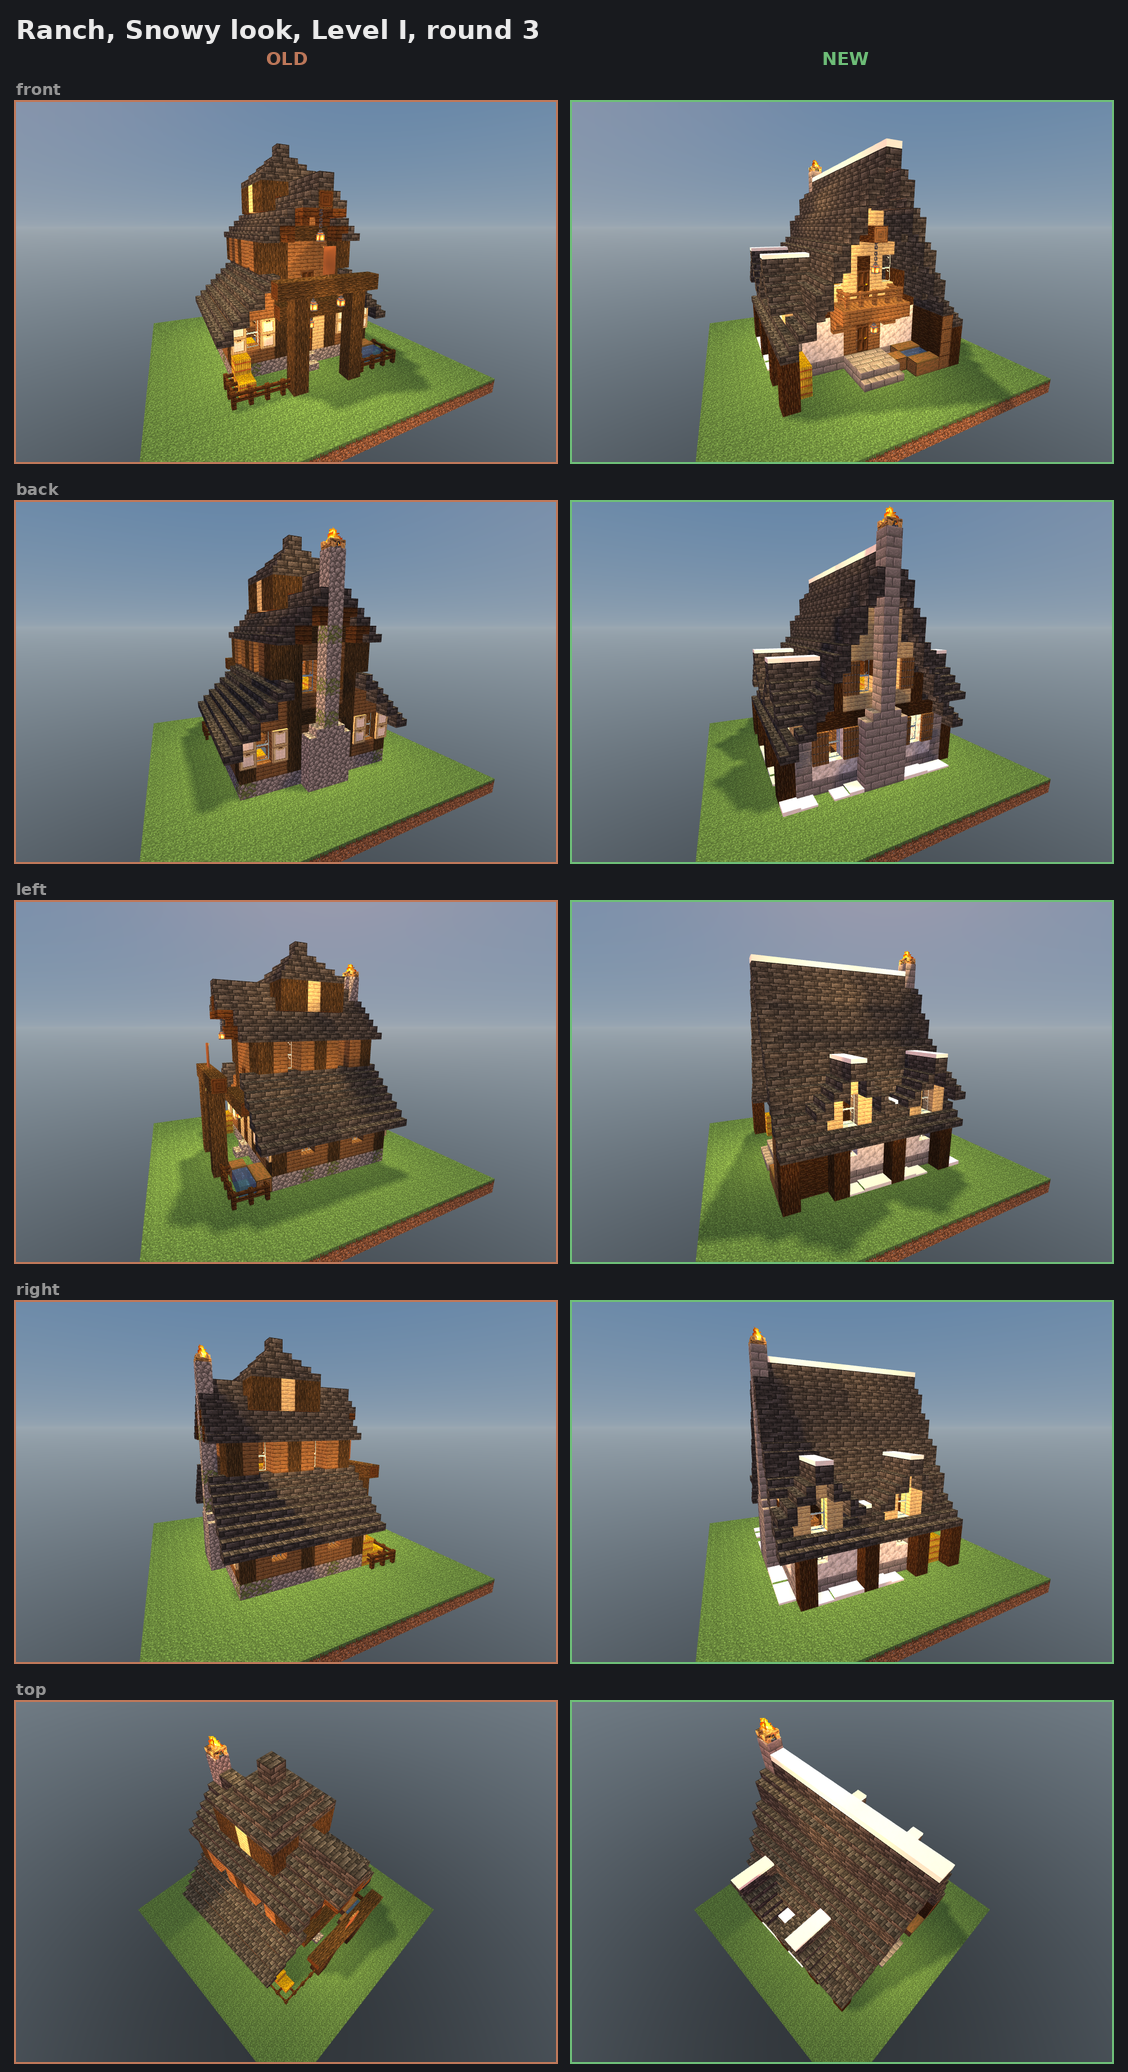 Ranch, Snowy look, Level I, round 3
OLD
NEW
front
back
left
right
top